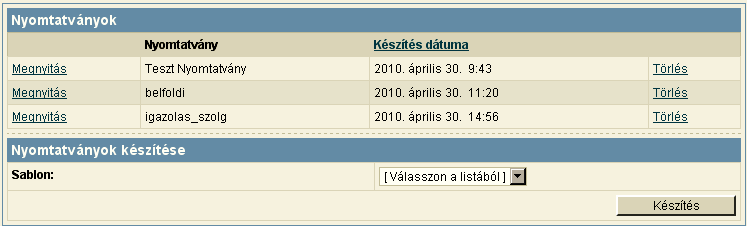 Nyomtatványok
Nyomtatvány Készítés dátuma
Megnyitás Teszt Nyomtatvány 2010. április 30. 9:43 Törlés
Megnyitás belfoldi 2010. április 30. 11:20 Törlés
Megnyitás igazolas_szolg 2010. április 30. 14:56 Törlés
Nyomtatványok készítése
Sablon: [ Válasszon a listából ]
Készítés